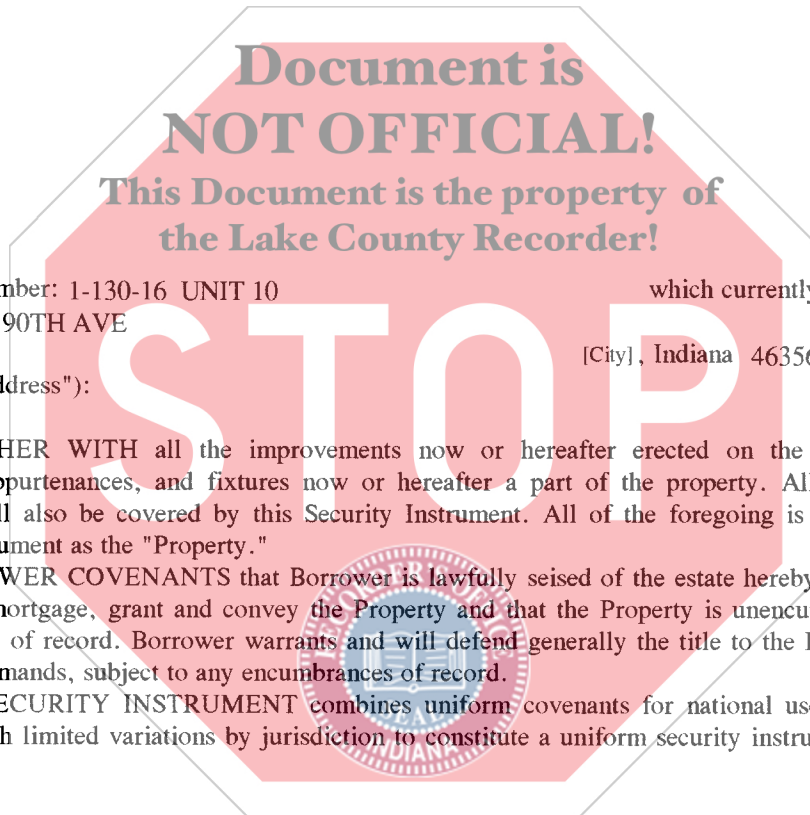 Document is
NOT OFFICIAL!
This Document is the property of
the Lake County Recorder!
mber: 1-130-16 UNIT 10 which currently
90TH AVE
[City], Indiana 46356
ddress"):
STOP
HER WITH all the improvements now or hereafter erected on the
ppurtenances, and fixtures now or hereafter a part of the property. All
ll also be covered by this Security Instrument. All of the foregoing is
ument as the "Property."
WER COVENANTS that Borrower is lawfully seised of the estate hereby
nortgage, grant and convey the Property and that the Property is unencu
of record. Borrower warrants and will defend generally the title to the
mands, subject to any encumbrances of record.
ECURITY INSTRUMENT combines uniform covenants for national us
h limited variations by jurisdiction to constitute a uniform security instru
RECORDER'S OFFICE
SEAL
INDIANA